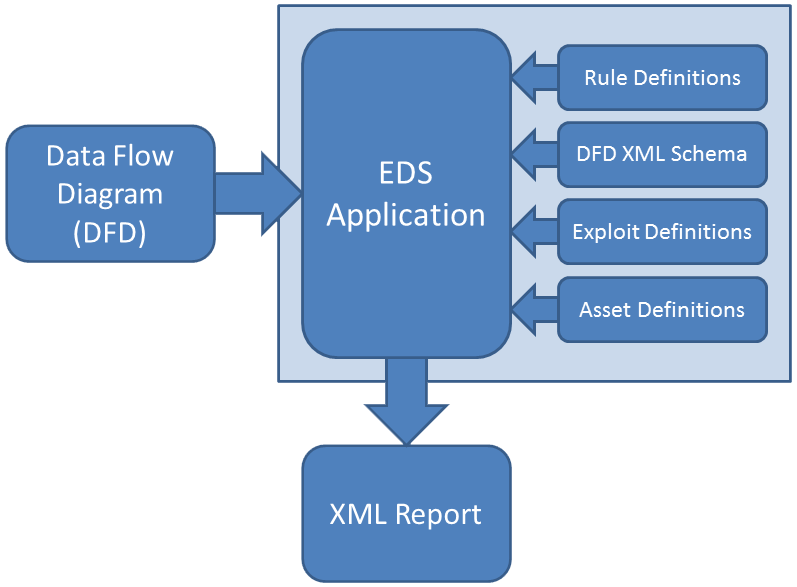 Data Flow
Diagram
(DFD)
EDS
Application
Rule Definitions
DFD XML Schema
Exploit Definitions
Asset Definitions
XML Report